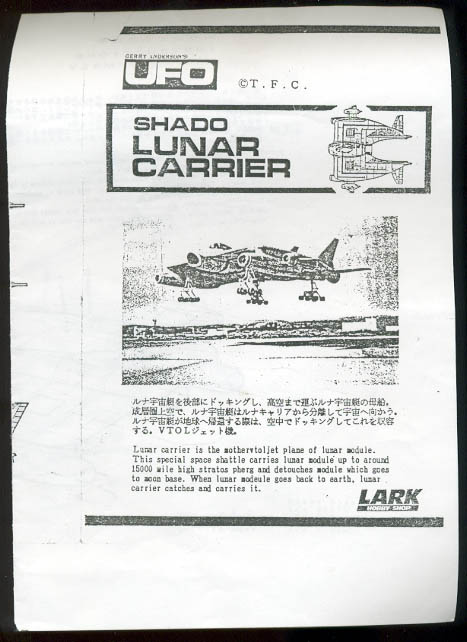 GERRY ANDERSON'S
UFO
©T.F.C.
SHADO
LUNAR
CARRIER
ルナ宇宙艇を後部にドッキングし、高空まで運ぶルナ宇宙艇の母船。
成層圏上空で、ルナ宇宙艇はルナキャリアから分離して宇宙へ向かう。
ルナ宇宙艇が地球へ帰還する際は、空中でドッキングしてこれを収容
する。VTOLジェット機。
Lunar carrier is the mothervtoljet plane of lunar module.
This special space shattle carries lunar module up to around
15000 mile high stratos pherg and detouches module which goes
to moon base. When lunar modeule goes back to earth, lunar
carrier catches and carries it.
LARK
HOBBY SHOP